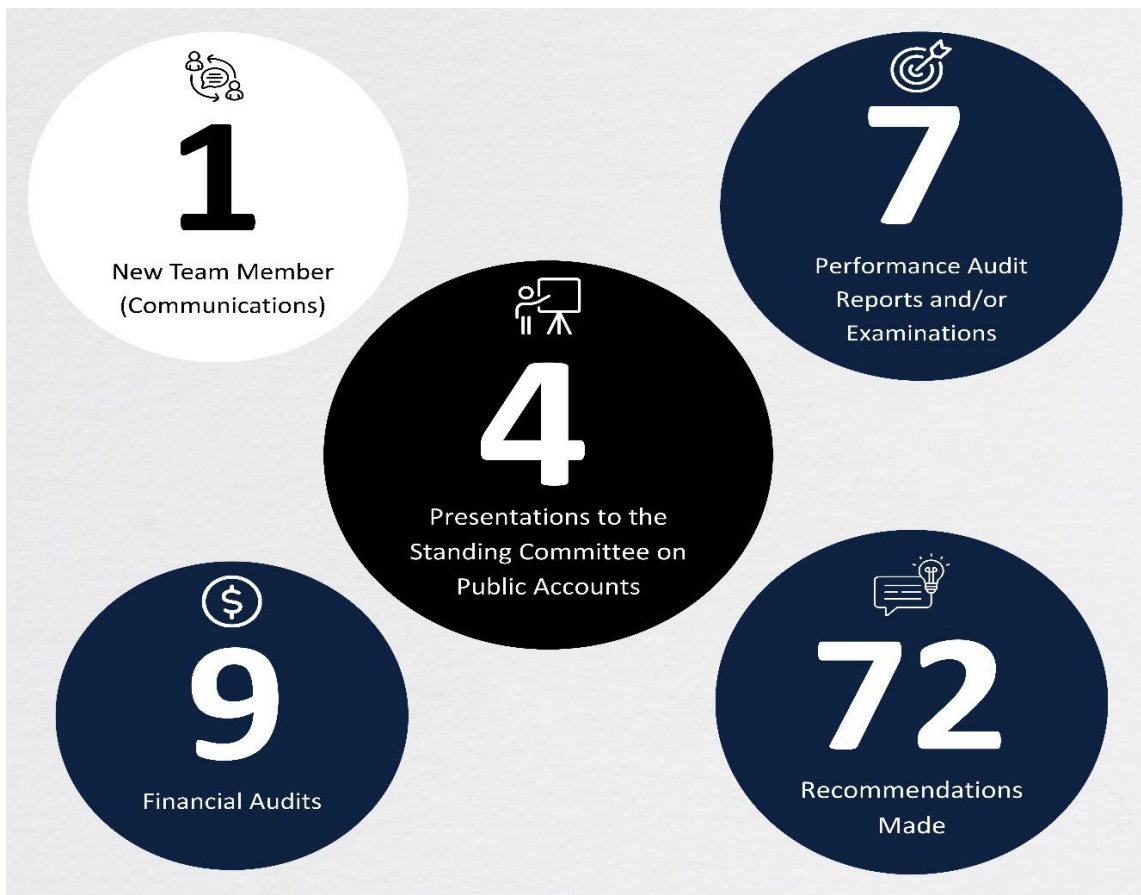 1
New Team Member
(Communications)
7
Performance Audit
Reports and/or
Examinations
4
Presentations to the
Standing Committee on
Public Accounts
$
9
Financial Audits
72
Recommendations
Made